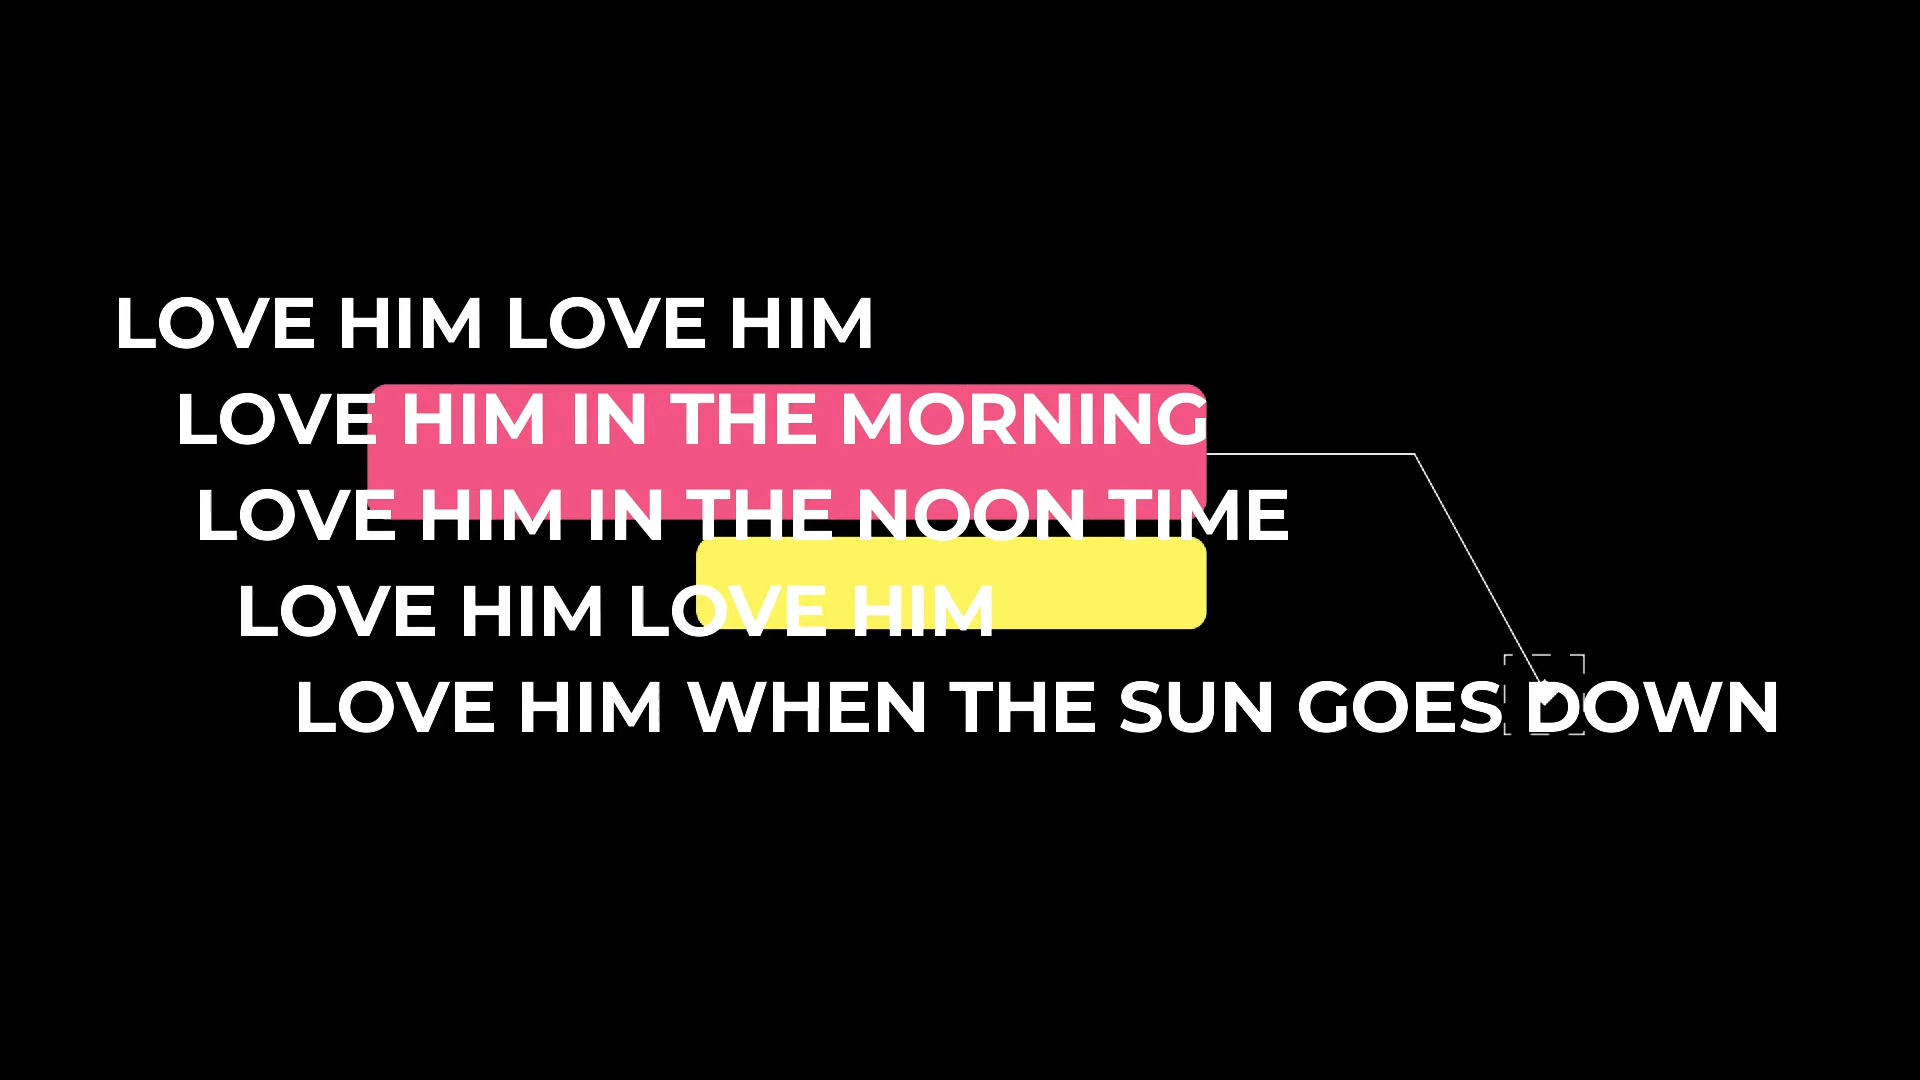 LOVE HIM LOVE HIM
LOVE HIM IN THE MORNING
LOVE HIM IN THE NOON TIME
LOVE HIM LOVE HIM
LOVE HIM WHEN THE SUN GOES DOWN